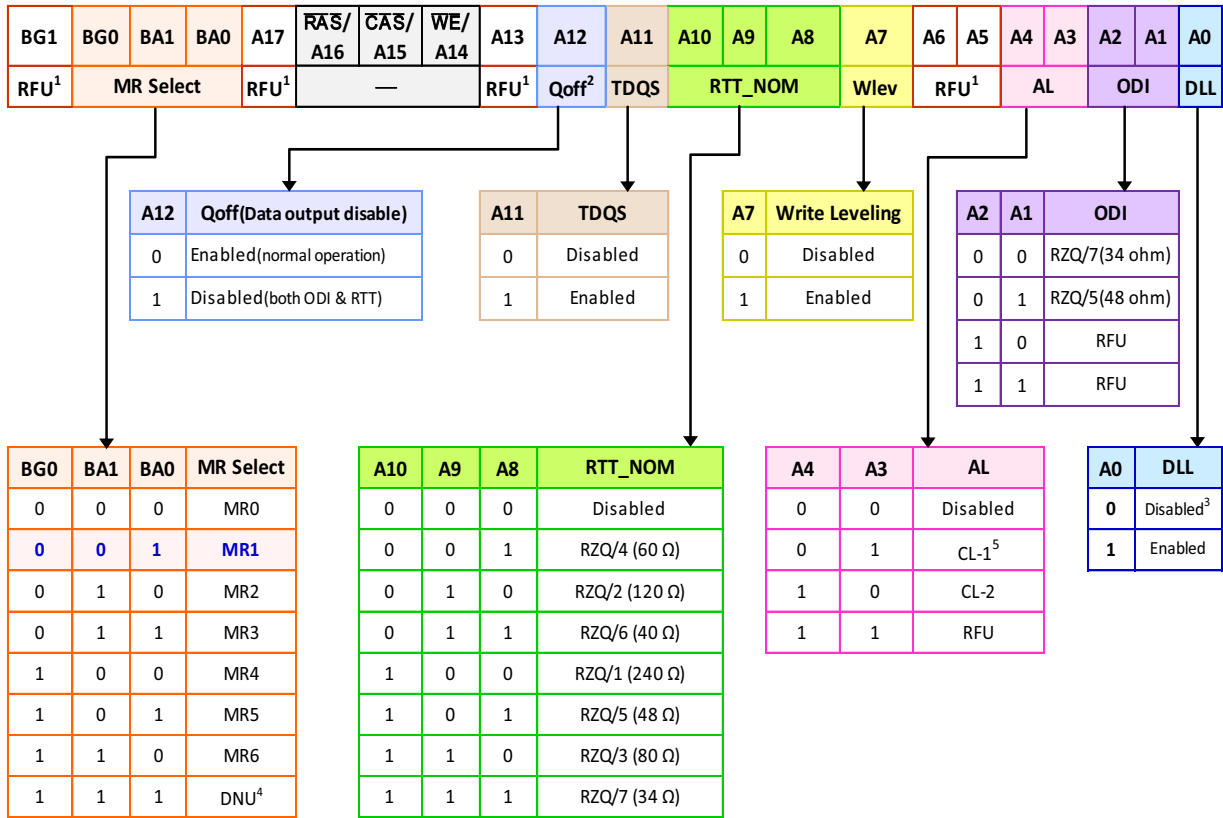 BG1 BG0 BA1 BA0 A17 R̅A̅S̅/ A16 C̅A̅S̅/ A15 W̅E̅/ A14 A13 A12 A11 A10 A9 A8 A7 A6 A5 A4 A3 A2 A1 A0
RFU¹ MR Select RFU¹ — RFU¹ Qoff² TDQS RTT_NOM Wlev RFU¹ AL ODI DLL
A12 Qoff(Data output disable)
0 Enabled(normal operation)
1 Disabled(both ODI & RTT)
A11 TDQS
0 Disabled
1 Enabled
A7 Write Leveling
0 Disabled
1 Enabled
A2 A1 ODI
0 0 RZQ/7(34 ohm)
0 1 RZQ/5(48 ohm)
1 0 RFU
1 1 RFU
BG0 BA1 BA0 MR Select
0 0 0 MR0
0 0 1 MR1
0 1 0 MR2
0 1 1 MR3
1 0 0 MR4
1 0 1 MR5
1 1 0 MR6
1 1 1 DNU⁴
A10 A9 A8 RTT_NOM
0 0 0 Disabled
0 0 1 RZQ/4 (60 Ω)
0 1 0 RZQ/2 (120 Ω)
0 1 1 RZQ/6 (40 Ω)
1 0 0 RZQ/1 (240 Ω)
1 0 1 RZQ/5 (48 Ω)
1 1 0 RZQ/3 (80 Ω)
1 1 1 RZQ/7 (34 Ω)
A4 A3 AL
0 0 Disabled
0 1 CL-1⁵
1 0 CL-2
1 1 RFU
A0 DLL
0 Disabled³
1 Enabled